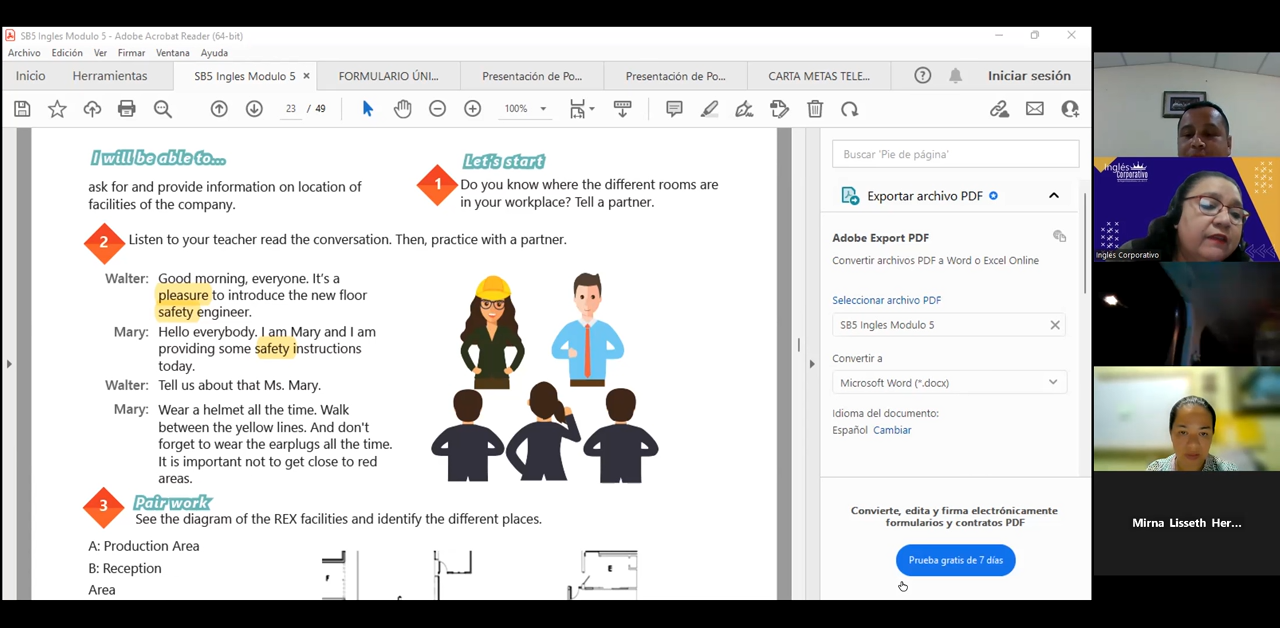 SB5 Ingles Modulo 5 - Adobe Acrobat Reader (64-bit)
Archivo Edición Ver Firmar Ventana Ayuda
Inicio Herramientas SB5 Ingles Modulo 5 × FORMULARIO ÚNI... Presentación de Po... Presentación de Po... CARTA METAS TELE... Iniciar sesión
23 / 49 100%
I will be able to...
ask for and provide information on location of
facilities of the company.
Let's start
1
Do you know where the different rooms are
in your workplace? Tell a partner.
2
Listen to your teacher read the conversation. Then, practice with a partner.
Walter: Good morning, everyone. It's a
pleasure to introduce the new floor
safety engineer.
Mary: Hello everybody. I am Mary and I am
providing some safety instructions
today.
Walter: Tell us about that Ms. Mary.
Mary: Wear a helmet all the time. Walk
between the yellow lines. And don't
forget to wear the earplugs all the time.
It is important not to get close to red
areas.
3
Pair work
See the diagram of the REX facilities and identify the different places.
A: Production Area
B: Reception
Area
F
E
Buscar 'Pie de página'
Exportar archivo PDF
Adobe Export PDF
Convertir archivos PDF a Word o Excel Online
Seleccionar archivo PDF
SB5 Ingles Modulo 5
Convertir a
Microsoft Word (*.docx)
Idioma del documento:
Español Cambiar
Convierte, edita y firma electrónicamente
formularios y contratos PDF
Prueba gratis de 7 días
Inglés
Corporativo
Inglés Corporativo
Mirna Lisseth Her...